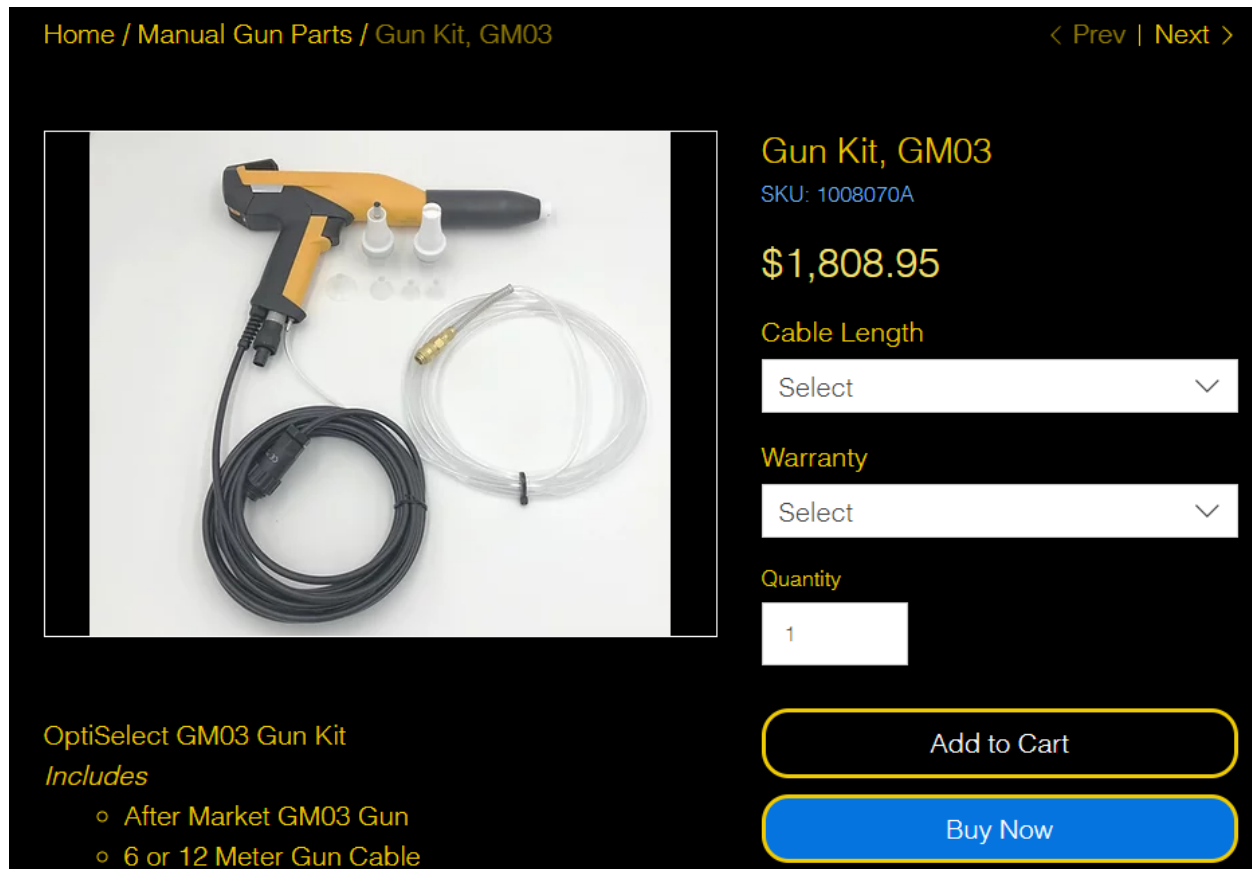 Home / Manual Gun Parts / Gun Kit, GM03
< Prev | Next >
Gun Kit, GM03
SKU: 1008070A
$1,808.95
Cable Length
Select
Warranty
Select
Quantity
1
Add to Cart
Buy Now
OptiSelect GM03 Gun Kit
Includes
After Market GM03 Gun
6 or 12 Meter Gun Cable